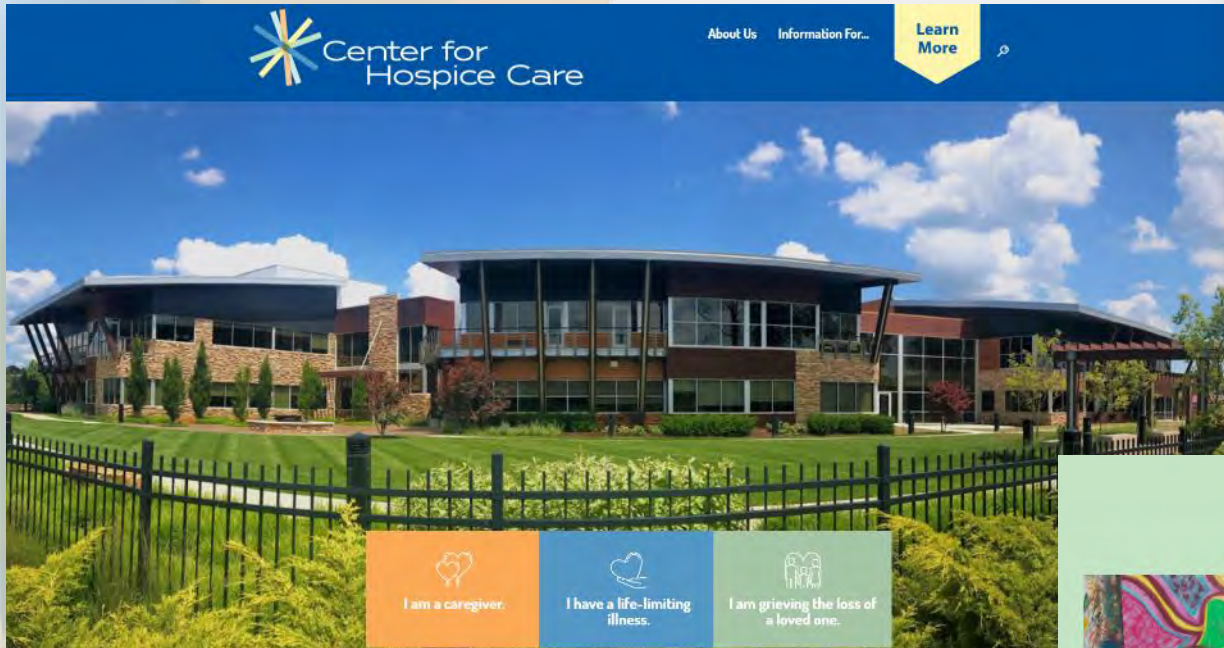 Center for
Hospice Care
About Us
Information For...
Learn
More
I am a caregiver.
I have a life-limiting
illness.
I am grieving the loss of
a loved one.